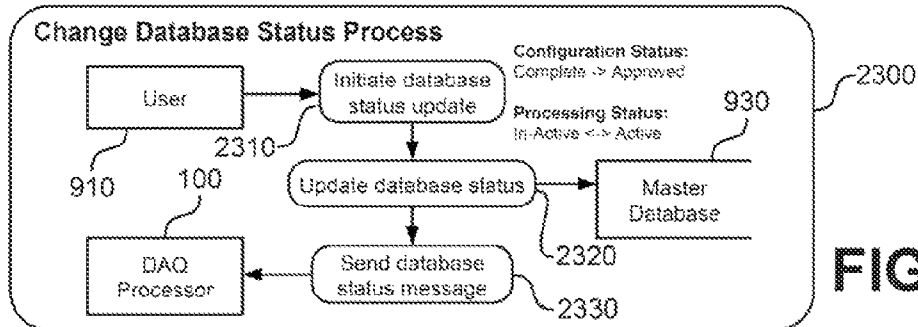 Change Database Status Process
Configuration Status:
Complete -> Approved
Processing Status:
In-Active <-> Active
User
Initiate database
status update
2300
2310
930
910
100
Update database status
Master
Database
2320
DAQ
Processor
Send database
status message
2330
FIG